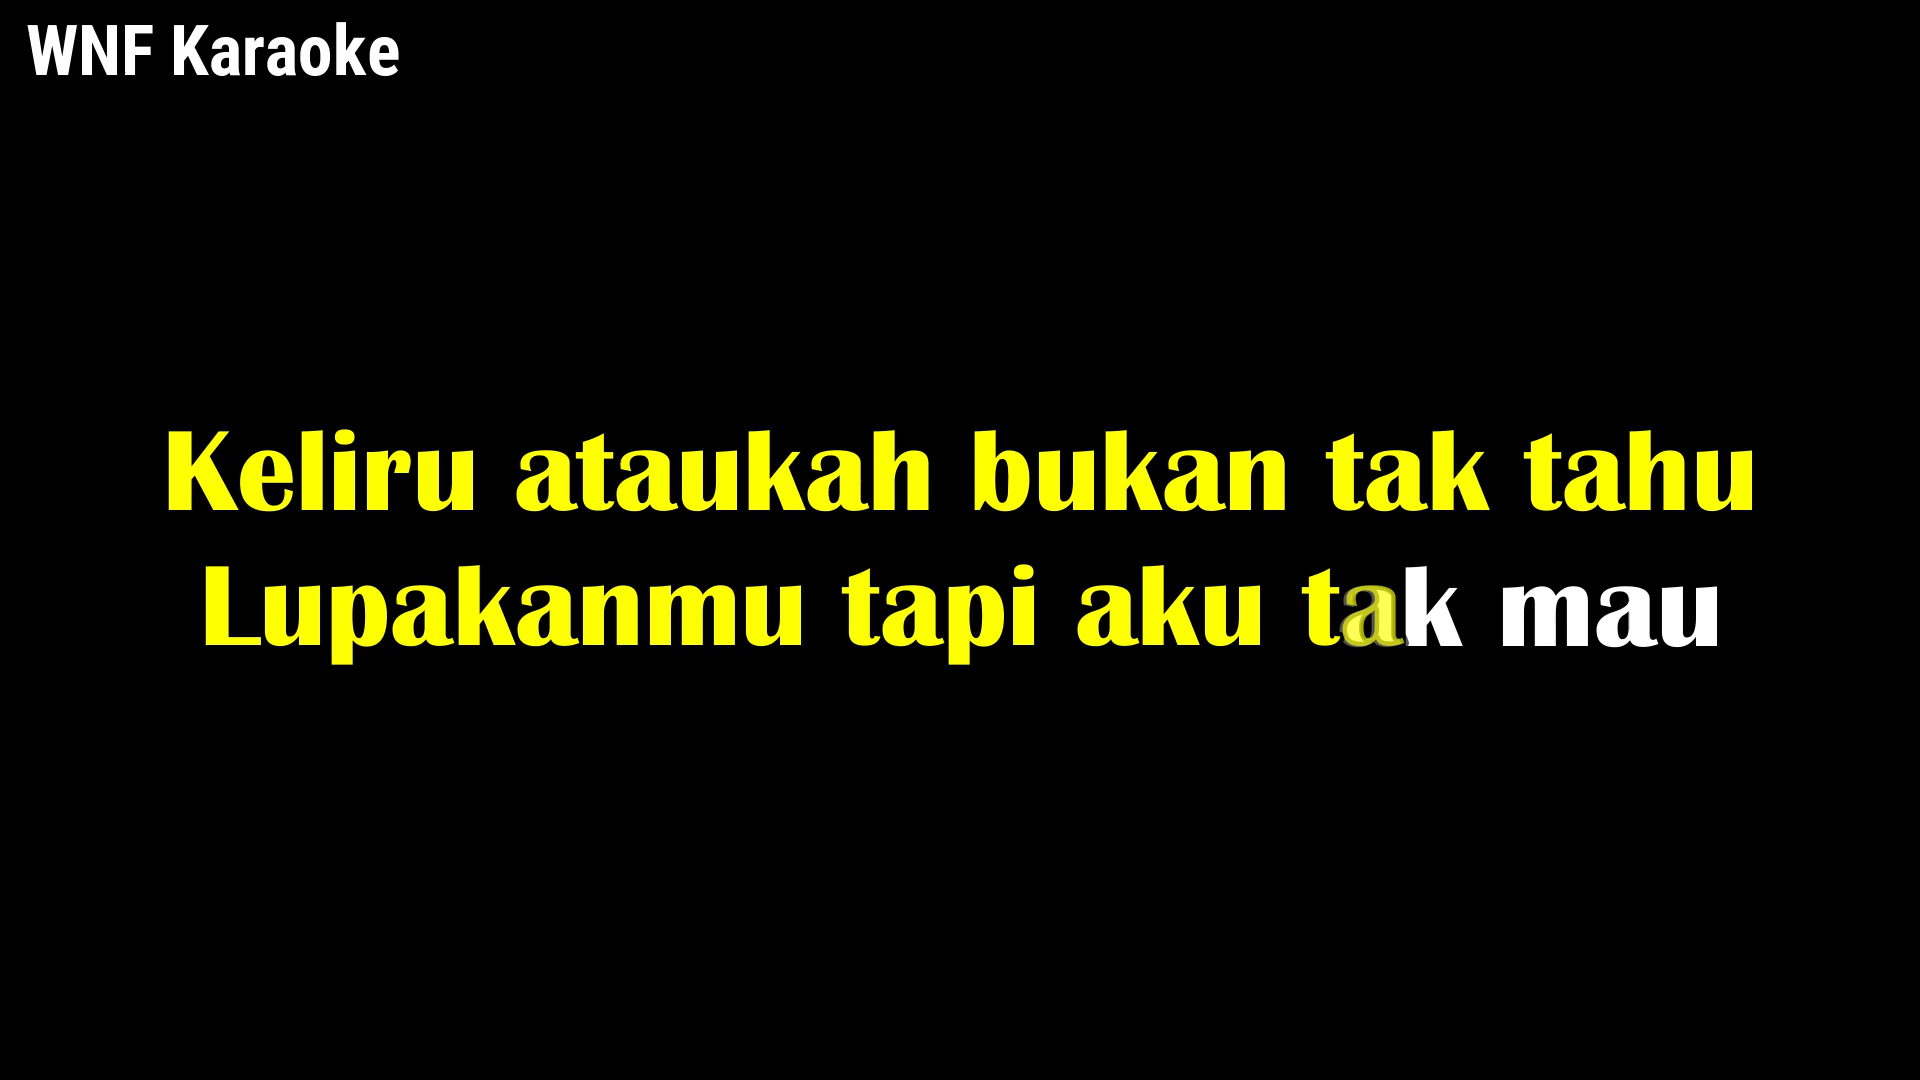 WNF Karaoke
Keliru ataukah bukan tak tahu
Lupakanmu tapi aku tak mau